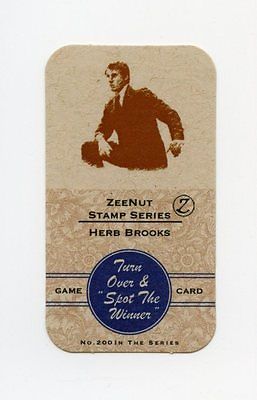 ZEENUT
STAMP SERIES
Z
HERB BROOKS
GAME
Turn
Over &
"Spot The
Winner"
CARD
No. 200 In The Series